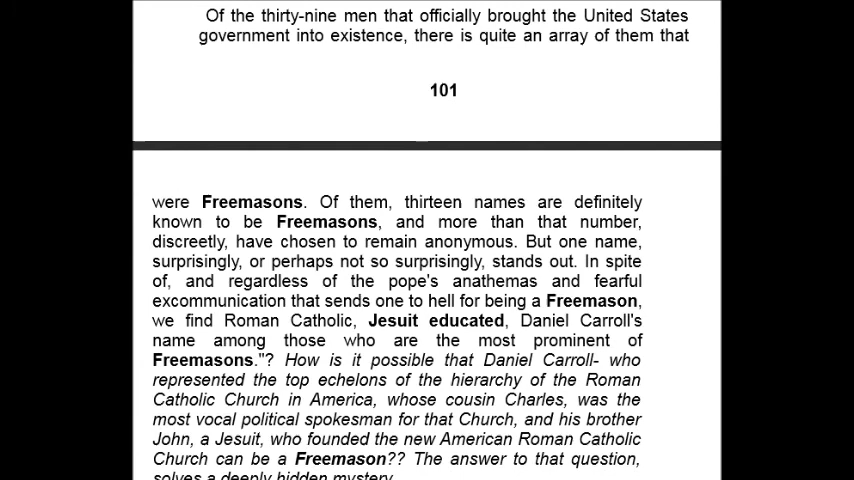 Of the thirty-nine men that officially brought the United States
government into existence, there is quite an array of them that
101
were Freemasons. Of them, thirteen names are definitely
known to be Freemasons, and more than that number,
discreetly, have chosen to remain anonymous. But one name,
surprisingly, or perhaps not so surprisingly, stands out. In spite
of, and regardless of the pope's anathemas and fearful
excommunication that sends one to hell for being a Freemason,
we find Roman Catholic, Jesuit educated, Daniel Carroll's
name among those who are the most prominent of
Freemasons."? How is it possible that Daniel Carroll- who
represented the top echelons of the hierarchy of the Roman
Catholic Church in America, whose cousin Charles, was the
most vocal political spokesman for that Church, and his brother
John, a Jesuit, who founded the new American Roman Catholic
Church can be a Freemason?? The answer to that question,
solves a deeply hidden mystery